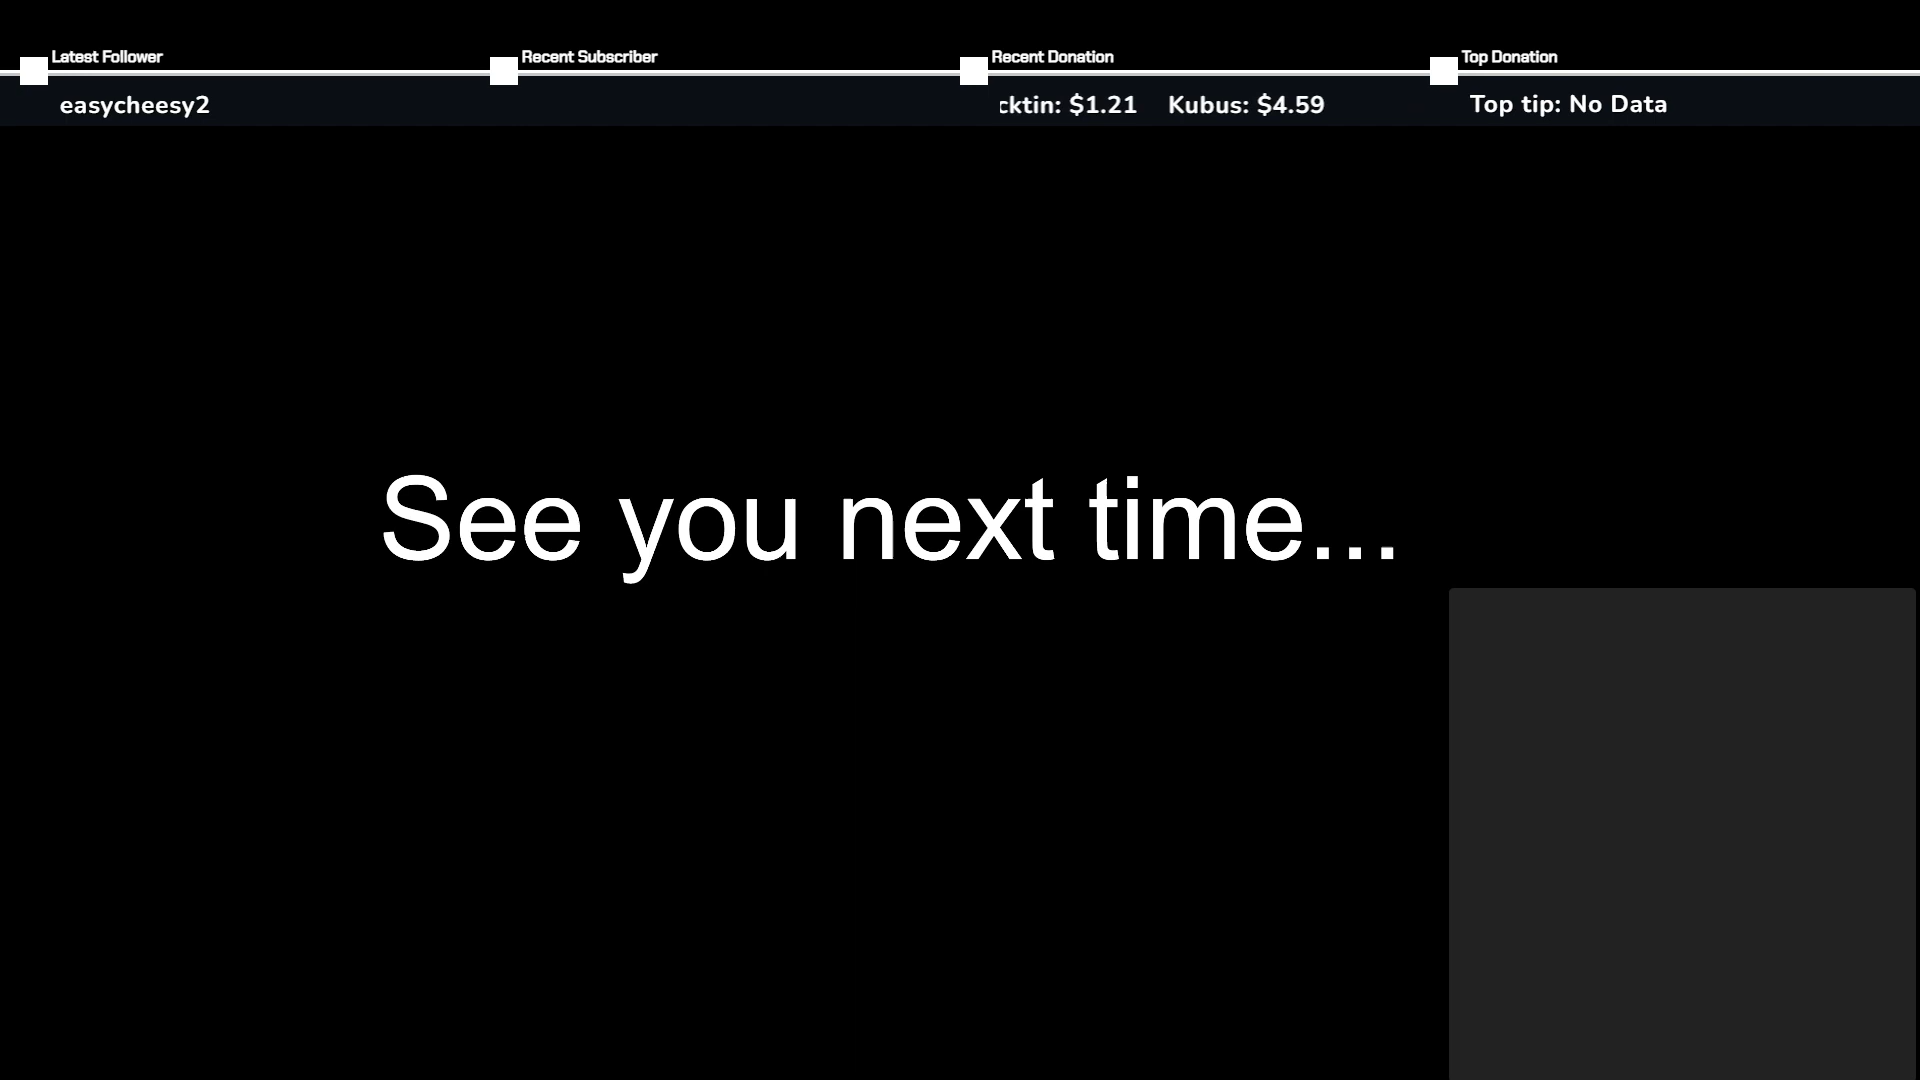 Latest Follower
Recent Subscriber
Recent Donation
Top Donation
easycheesy2
cktin: $1.21 Kubus: $4.59
Top tip: No Data
See you next time...